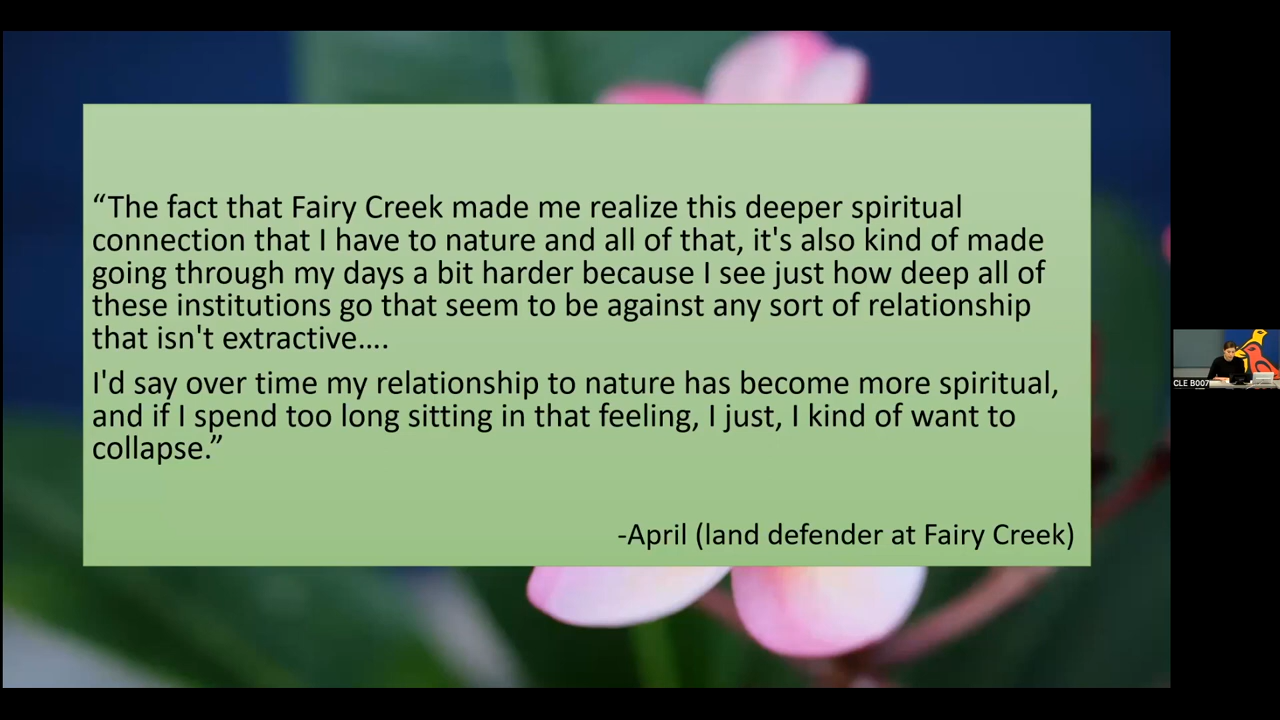 “The fact that Fairy Creek made me realize this deeper spiritual
connection that I have to nature and all of that, it's also kind of made
going through my days a bit harder because I see just how deep all of
these institutions go that seem to be against any sort of relationship
that isn't extractive….
I'd say over time my relationship to nature has become more spiritual,
and if I spend too long sitting in that feeling, I just, I kind of want to
collapse.”
-April (land defender at Fairy Creek)
CLE B007